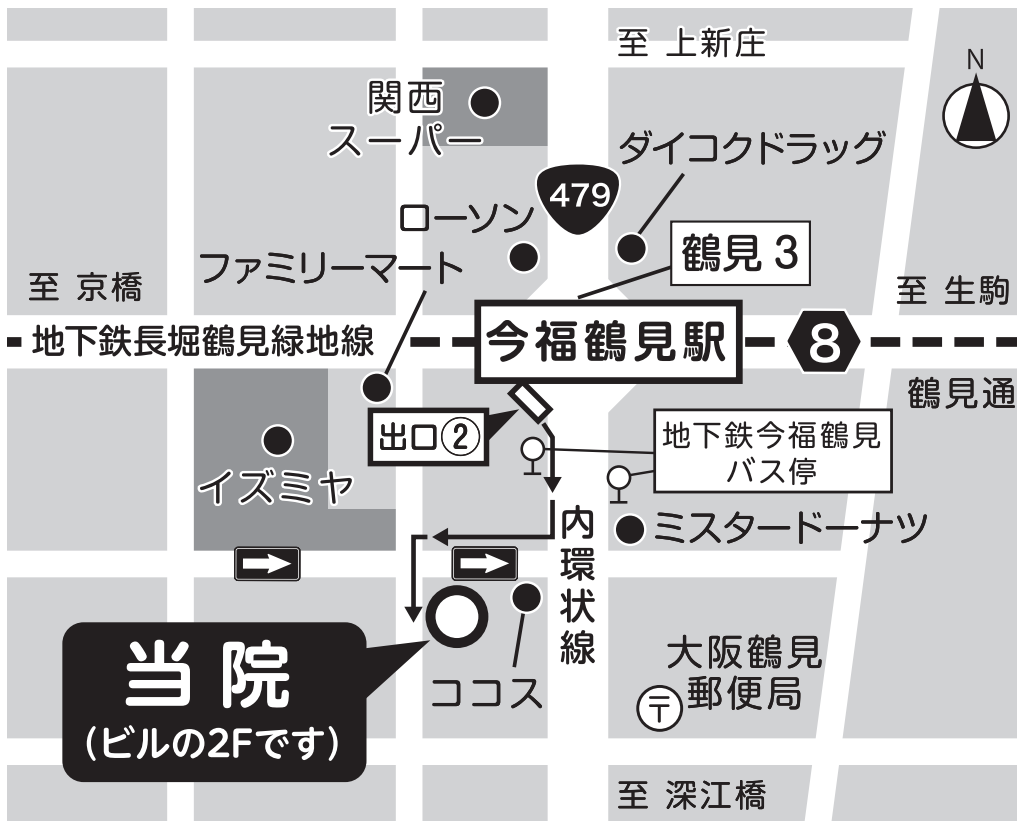 至 上新庄
N
関西
スーパー
ダイコクドラッグ
479
ローソン
鶴見 3
ファミリーマート
至 京橋
至 生駒
地下鉄長堀鶴見緑地線
今福鶴見駅
8
鶴見通
出口②
地下鉄今福鶴見
バス停
イズミヤ
ミスタードーナツ
内環状線
当院
(ビルの2Fです)
ココス
大阪鶴見
郵便局
〒
至 深江橋